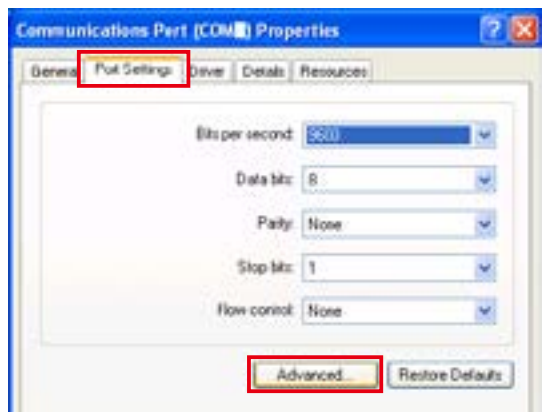 Communications Port (COM) Properties
General Port Settings Driver Details Resources
Bits per second: 9600
Data bits: 8
Parity: None
Stop bits: 1
Flow control: None
Advanced... Restore Defaults